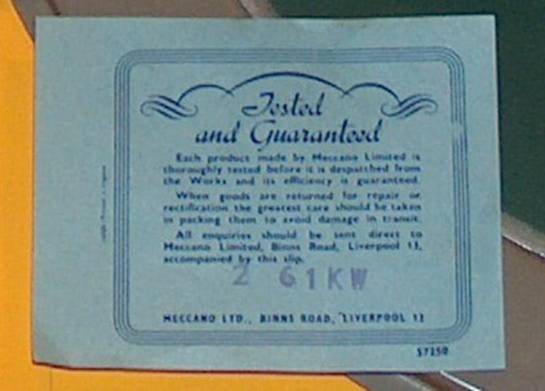 Tested
and Guaranteed
Each product made by Meccano Limited is
thoroughly tested before it is despatched from
the Works and its efficiency is guaranteed.
When goods are returned for repair or
rectification the greatest care should be taken
in packing them to avoid damage in transit.
All enquiries should be sent direct to
Meccano Limited, Binns Road, Liverpool 13,
accompanied by this slip.
2 61KW
MECCANO LTD., BINNS ROAD, LIVERPOOL 13
57250